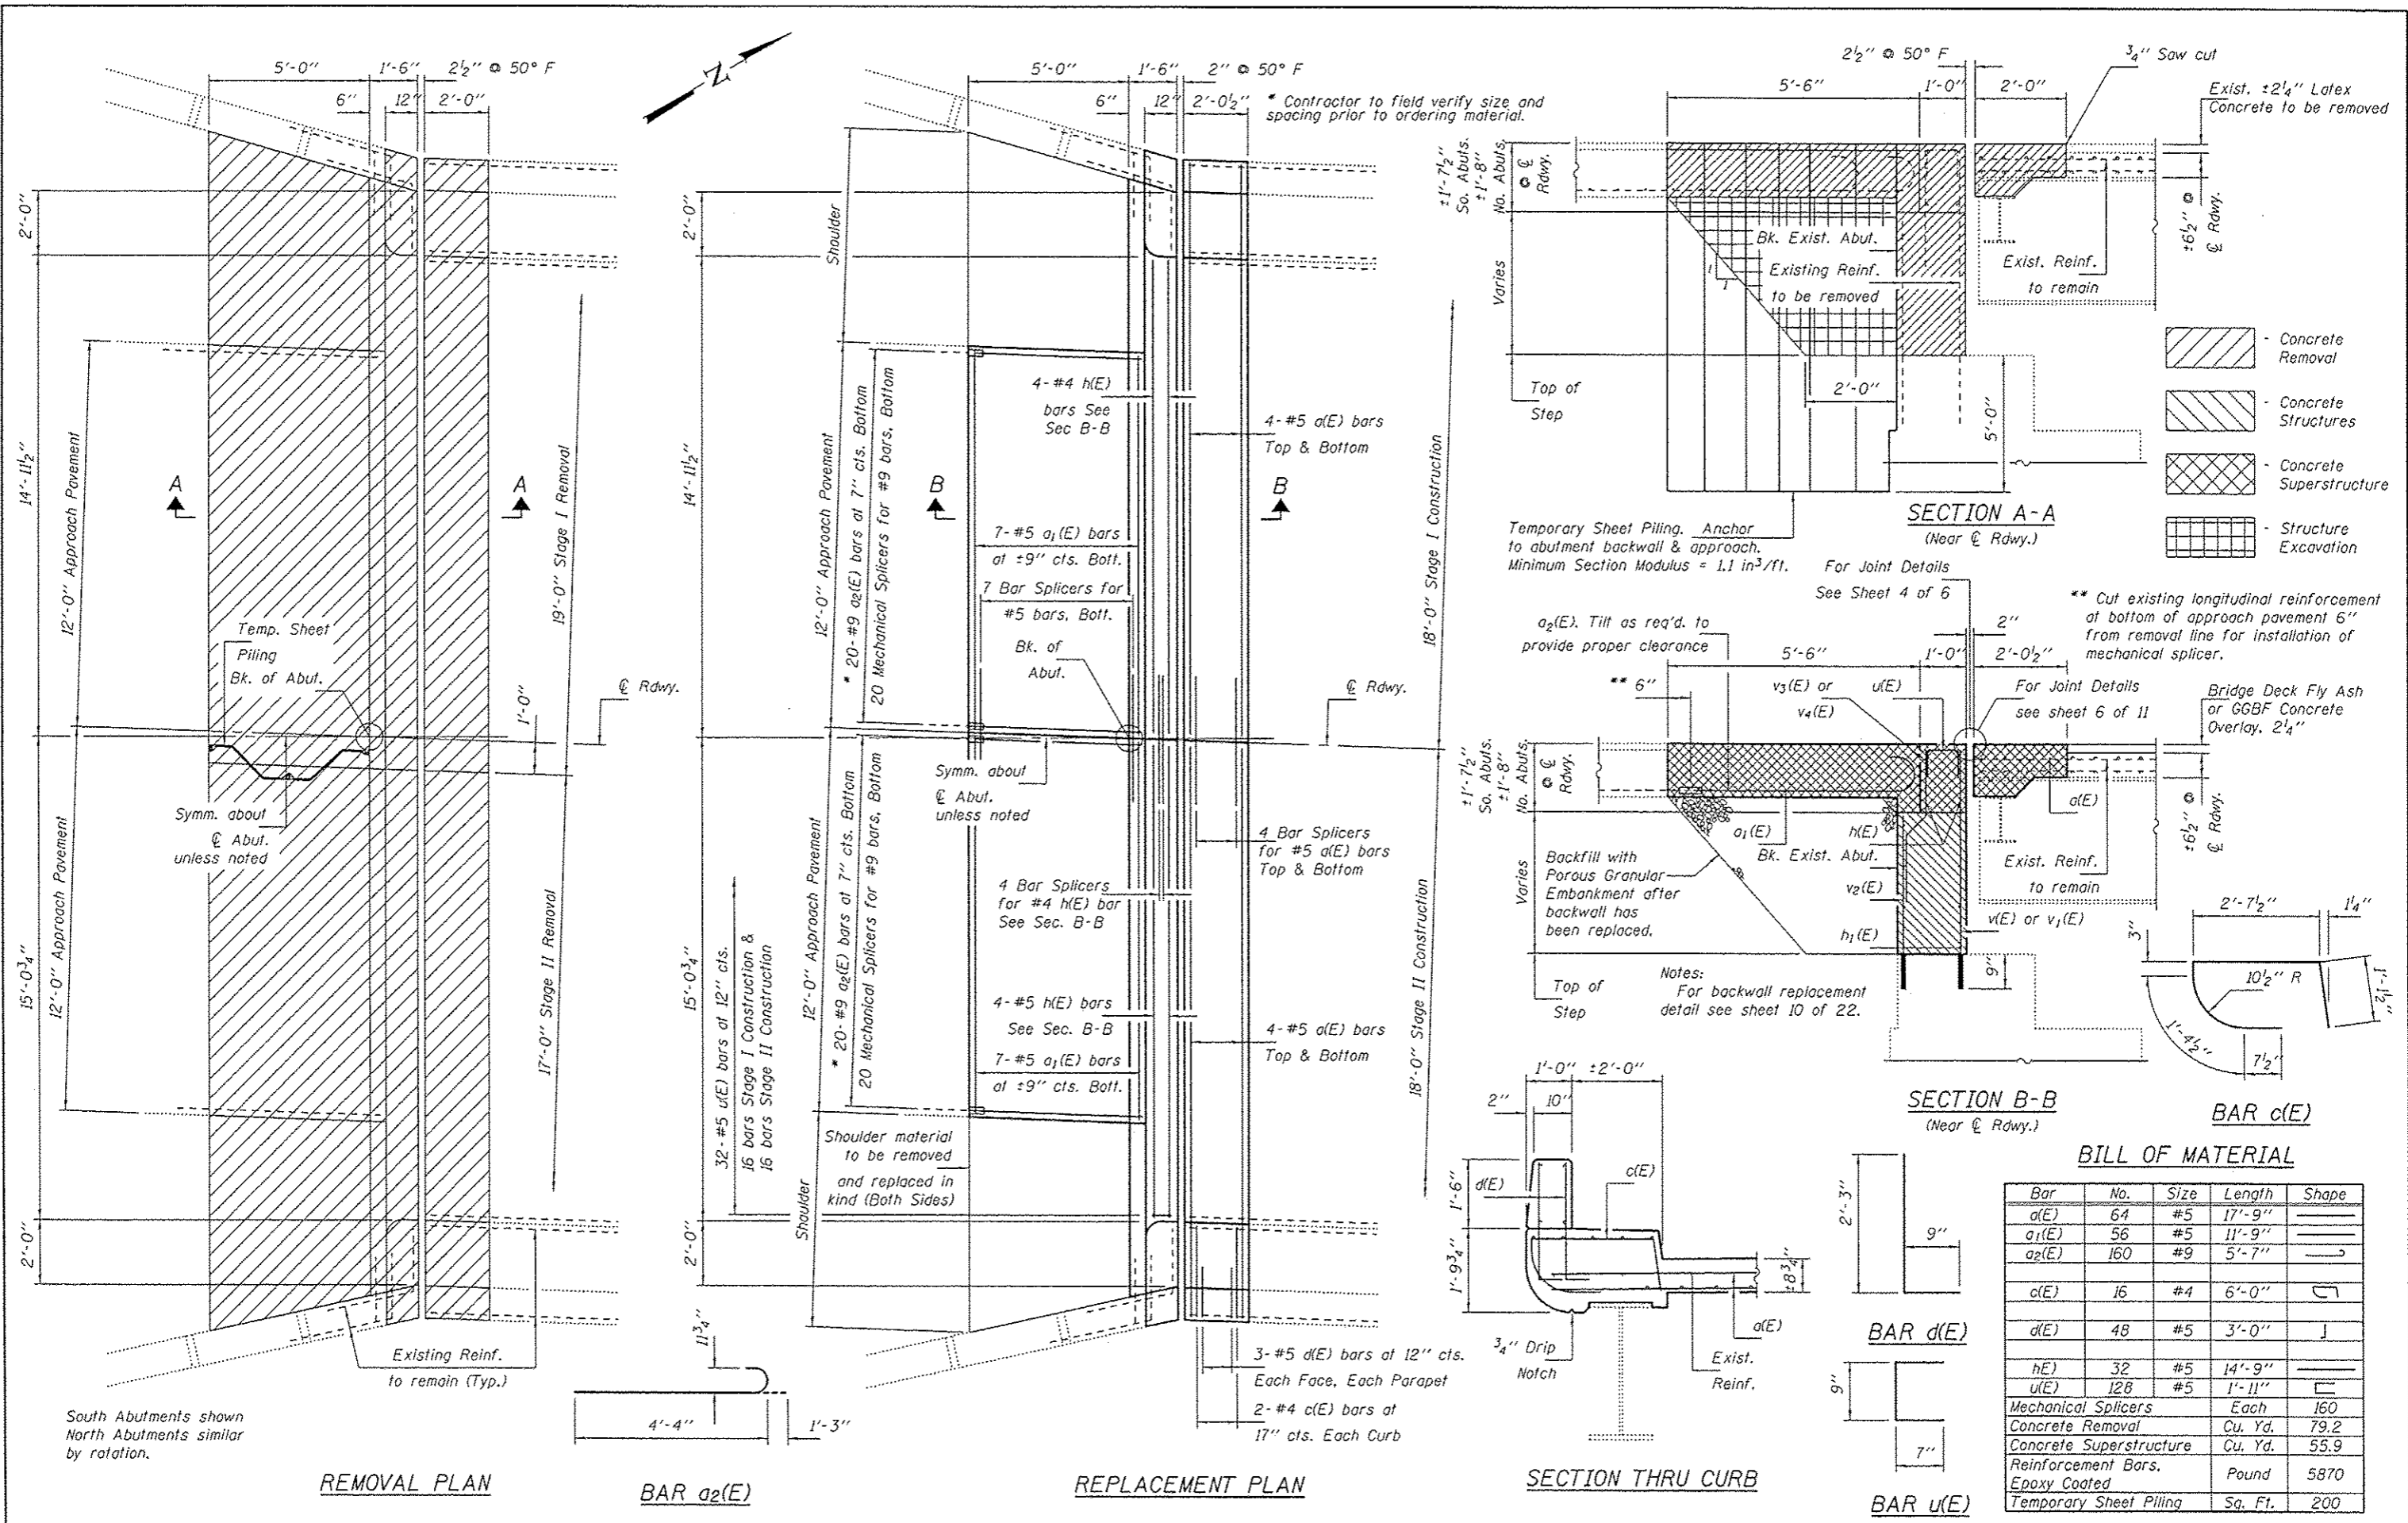 5'-0"
1'-6"
2½" @ 50° F
6"
12"
2'-0"
2'-0"
14'-11½"
15'-0¾"
2'-0"
12'-0" Approach Pavement
12'-0" Approach Pavement
A
A
19'-0" Stage I Removal
17'-0" Stage II Removal
Temp. Sheet
Piling
Bk. of Abut.
1'-0"
℄ Rdwy.
Symm. about
℄ Abut.
unless noted
Existing Reinf.
to remain (Typ.)
South Abutments shown
North Abutments similar
by rotation.
REMOVAL PLAN
11¾"
4'-4"
1'-3"
BAR a2(E)
N
5'-0"
1'-6"
2" @ 50° F
6"
12"
2'-0½"
* Contractor to field verify size and
spacing prior to ordering material.
2'-0"
14'-11½"
15'-0¾"
2'-0"
Shoulder
12'-0" Approach Pavement
12'-0" Approach Pavement
Shoulder
* 20-#9 a2(E) bars at 7" cts. Bottom
20 Mechanical Splicers for #9 bars, Bottom
* 20-#9 a2(E) bars at 7" cts. Bottom
20 Mechanical Splicers for #9 bars, Bottom
32-#5 u(E) bars at 12" cts.
16 bars Stage I Construction &
16 bars Stage II Construction
4-#4 h(E)
bars See
Sec B-B
4-#5 a(E) bars
Top & Bottom
B
B
7-#5 a1(E) bars
at ±9" cts. Bott.
7 Bar Splicers for
#5 bars, Bott.
Bk. of
Abut.
18'-0" Stage I Construction
18'-0" Stage II Construction
℄ Rdwy.
Symm. about
℄ Abut.
unless noted
4 Bar Splicers
for #5 a(E) bars
Top & Bottom
4 Bar Splicers
for #4 h(E) bar
See Sec. B-B
4-#5 h(E) bars
See Sec. B-B
7-#5 a1(E) bars
at ±9" cts. Bott.
4-#5 a(E) bars
Top & Bottom
Shoulder material
to be removed
and replaced in
kind (Both Sides)
3-#5 d(E) bars at 12" cts.
Each Face, Each Parapet
2-#4 c(E) bars at
17" cts. Each Curb
REPLACEMENT PLAN
2½" @ 50° F
¾" Saw cut
5'-6"
1'-0"
2'-0"
Exist. ±2¼" Latex
Concrete to be removed
±1'-7½"
So. Abuts.
±1'-8"
No. Abuts.
@ ℄
Rdwy.
Varies
Bk. Exist. Abut.
1
1
Existing Reinf.
to be removed
Exist. Reinf.
to remain
±6½" @
℄ Rdwy.
Top of
Step
2'-0"
5'-0"
SECTION A-A
(Near ℄ Rdwy.)
Temporary Sheet Piling. Anchor
to abutment backwall & approach.
Minimum Section Modulus = 1.1 in³/ft.
- Concrete
Removal
- Concrete
Structures
- Concrete
Superstructure
- Structure
Excavation
For Joint Details
See Sheet 4 of 6
** Cut existing longitudinal reinforcement
at bottom of approach pavement 6"
from removal line for installation of
mechanical splicer.
a2(E). Tilt as req'd. to
provide proper clearance
2"
5'-6"
1'-0"
2'-0½"
** 6"
v3(E) or
v4(E)
u(E)
For Joint Details
see sheet 6 of 11
Bridge Deck Fly Ash
or GGBF Concrete
Overlay. 2¼"
±1'-7½"
So. Abuts.
±1'-8"
No. Abuts.
@ ℄
Rdwy.
a1(E)
h(E)
a(E)
±6½" @
℄ Rdwy.
Varies
Backfill with
Porous Granular
Embankment after
backwall has
been replaced.
Bk. Exist. Abut.
v2(E)
Exist. Reinf.
to remain
v(E) or v1(E)
h1(E)
9"
Top of
Step
Notes:
For backwall replacement
detail see sheet 10 of 22.
SECTION B-B
(Near ℄ Rdwy.)
2'-7½"
1¼"
3"
10½" R
1'-1½"
1'-4½"
7½"
BAR c(E)
1'-0"
±2'-0"
2"
10"
1'-6"
d(E)
c(E)
1'-9¾"
±8¾"
¾" Drip
Notch
a(E)
Exist.
Reinf.
SECTION THRU CURB
2'-3"
9"
BAR d(E)
9"
7"
BAR u(E)
BILL OF MATERIAL
Bar No. Size Length Shape
a(E) 64 #5 17'-9"
a1(E) 56 #5 11'-9"
a2(E) 160 #9 5'-7"
c(E) 16 #4 6'-0"
d(E) 48 #5 3'-0"
hE) 32 #5 14'-9"
u(E) 128 #5 1'-11"
Mechanical Splicers Each 160
Concrete Removal Cu. Yd. 79.2
Concrete Superstructure Cu. Yd. 55.9
Reinforcement Bars,
Epoxy Coated Pound 5870
Temporary Sheet Piling Sq. Ft. 200